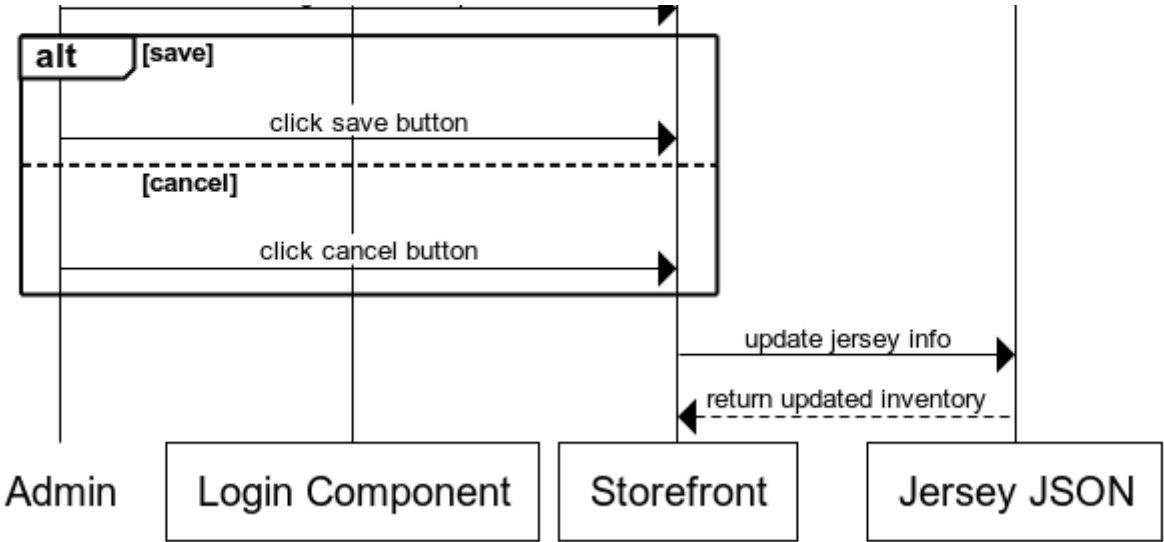 alt [save]
click save button
[cancel]
click cancel button
update jersey info
return updated inventory
Admin Login Component Storefront Jersey JSON